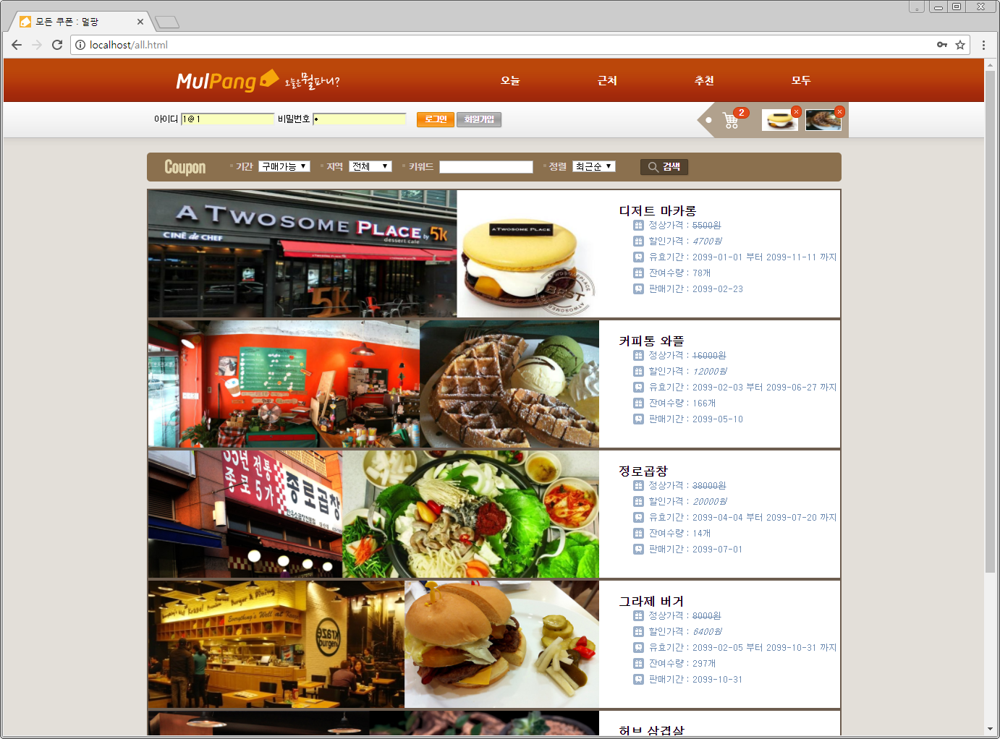 모든 쿠폰 : 멀팡
localhost/all.html
MulPang 오늘은 뭘파니?
오늘 근처 추천 모두
아이디 1@1 비밀번호 • 로그인 회원가입
2
Coupon 기간 구매가능 지역 전체 키워드 정렬 최근순 검색
A TWOSOME PLACE by 51k
dessert cafe
CINÉ de CHEF
51k
A TWOSOME PLACE
A TWOSOMEPLACE
BEST
디저트 마카롱
정상가격 : 5500원
할인가격 : 4700원
유효기간 : 2099-01-01 부터 2099-11-11 까지
잔여수량 : 78개
판매기간 : 2099-02-23
커피통 와플
정상가격 : 16000원
할인가격 : 12000원
유효기간 : 2099-02-03 부터 2099-06-27 까지
잔여수량 : 166개
판매기간 : 2099-05-10
35년 전통
종로 5가
종로곱창
정로곱창
정상가격 : 38000원
할인가격 : 20000원
유효기간 : 2099-04-04 부터 2099-07-20 까지
잔여수량 : 14개
판매기간 : 2099-07-01
Burger & Dining
Everything's Well at Kraze
Kraze
burgers
그라제 버거
정상가격 : 8000원
할인가격 : 6400원
유효기간 : 2099-02-05 부터 2099-10-31 까지
잔여수량 : 297개
판매기간 : 2099-10-31
허브 삼겹살